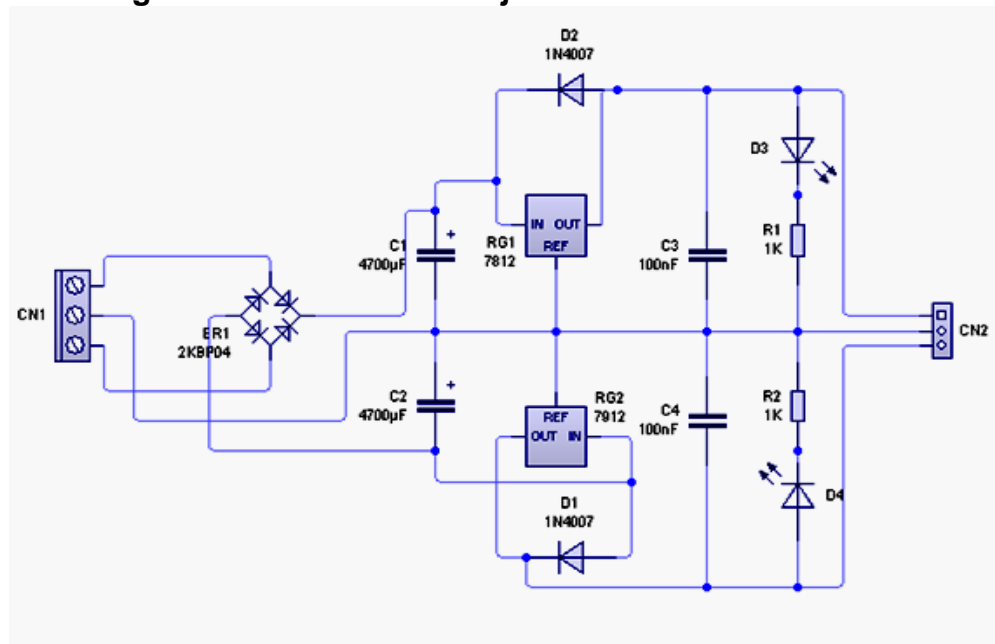 D2
1N4007
D3
IN OUT
REF
RG1
7812
C1
4700µF
+
C3
100nF
R1
1K
CN1
BR1
2KBP04
CN2
C2
4700µF
+
REF
OUT IN
RG2
7912
C4
100nF
R2
1K
D1
1N4007
D4